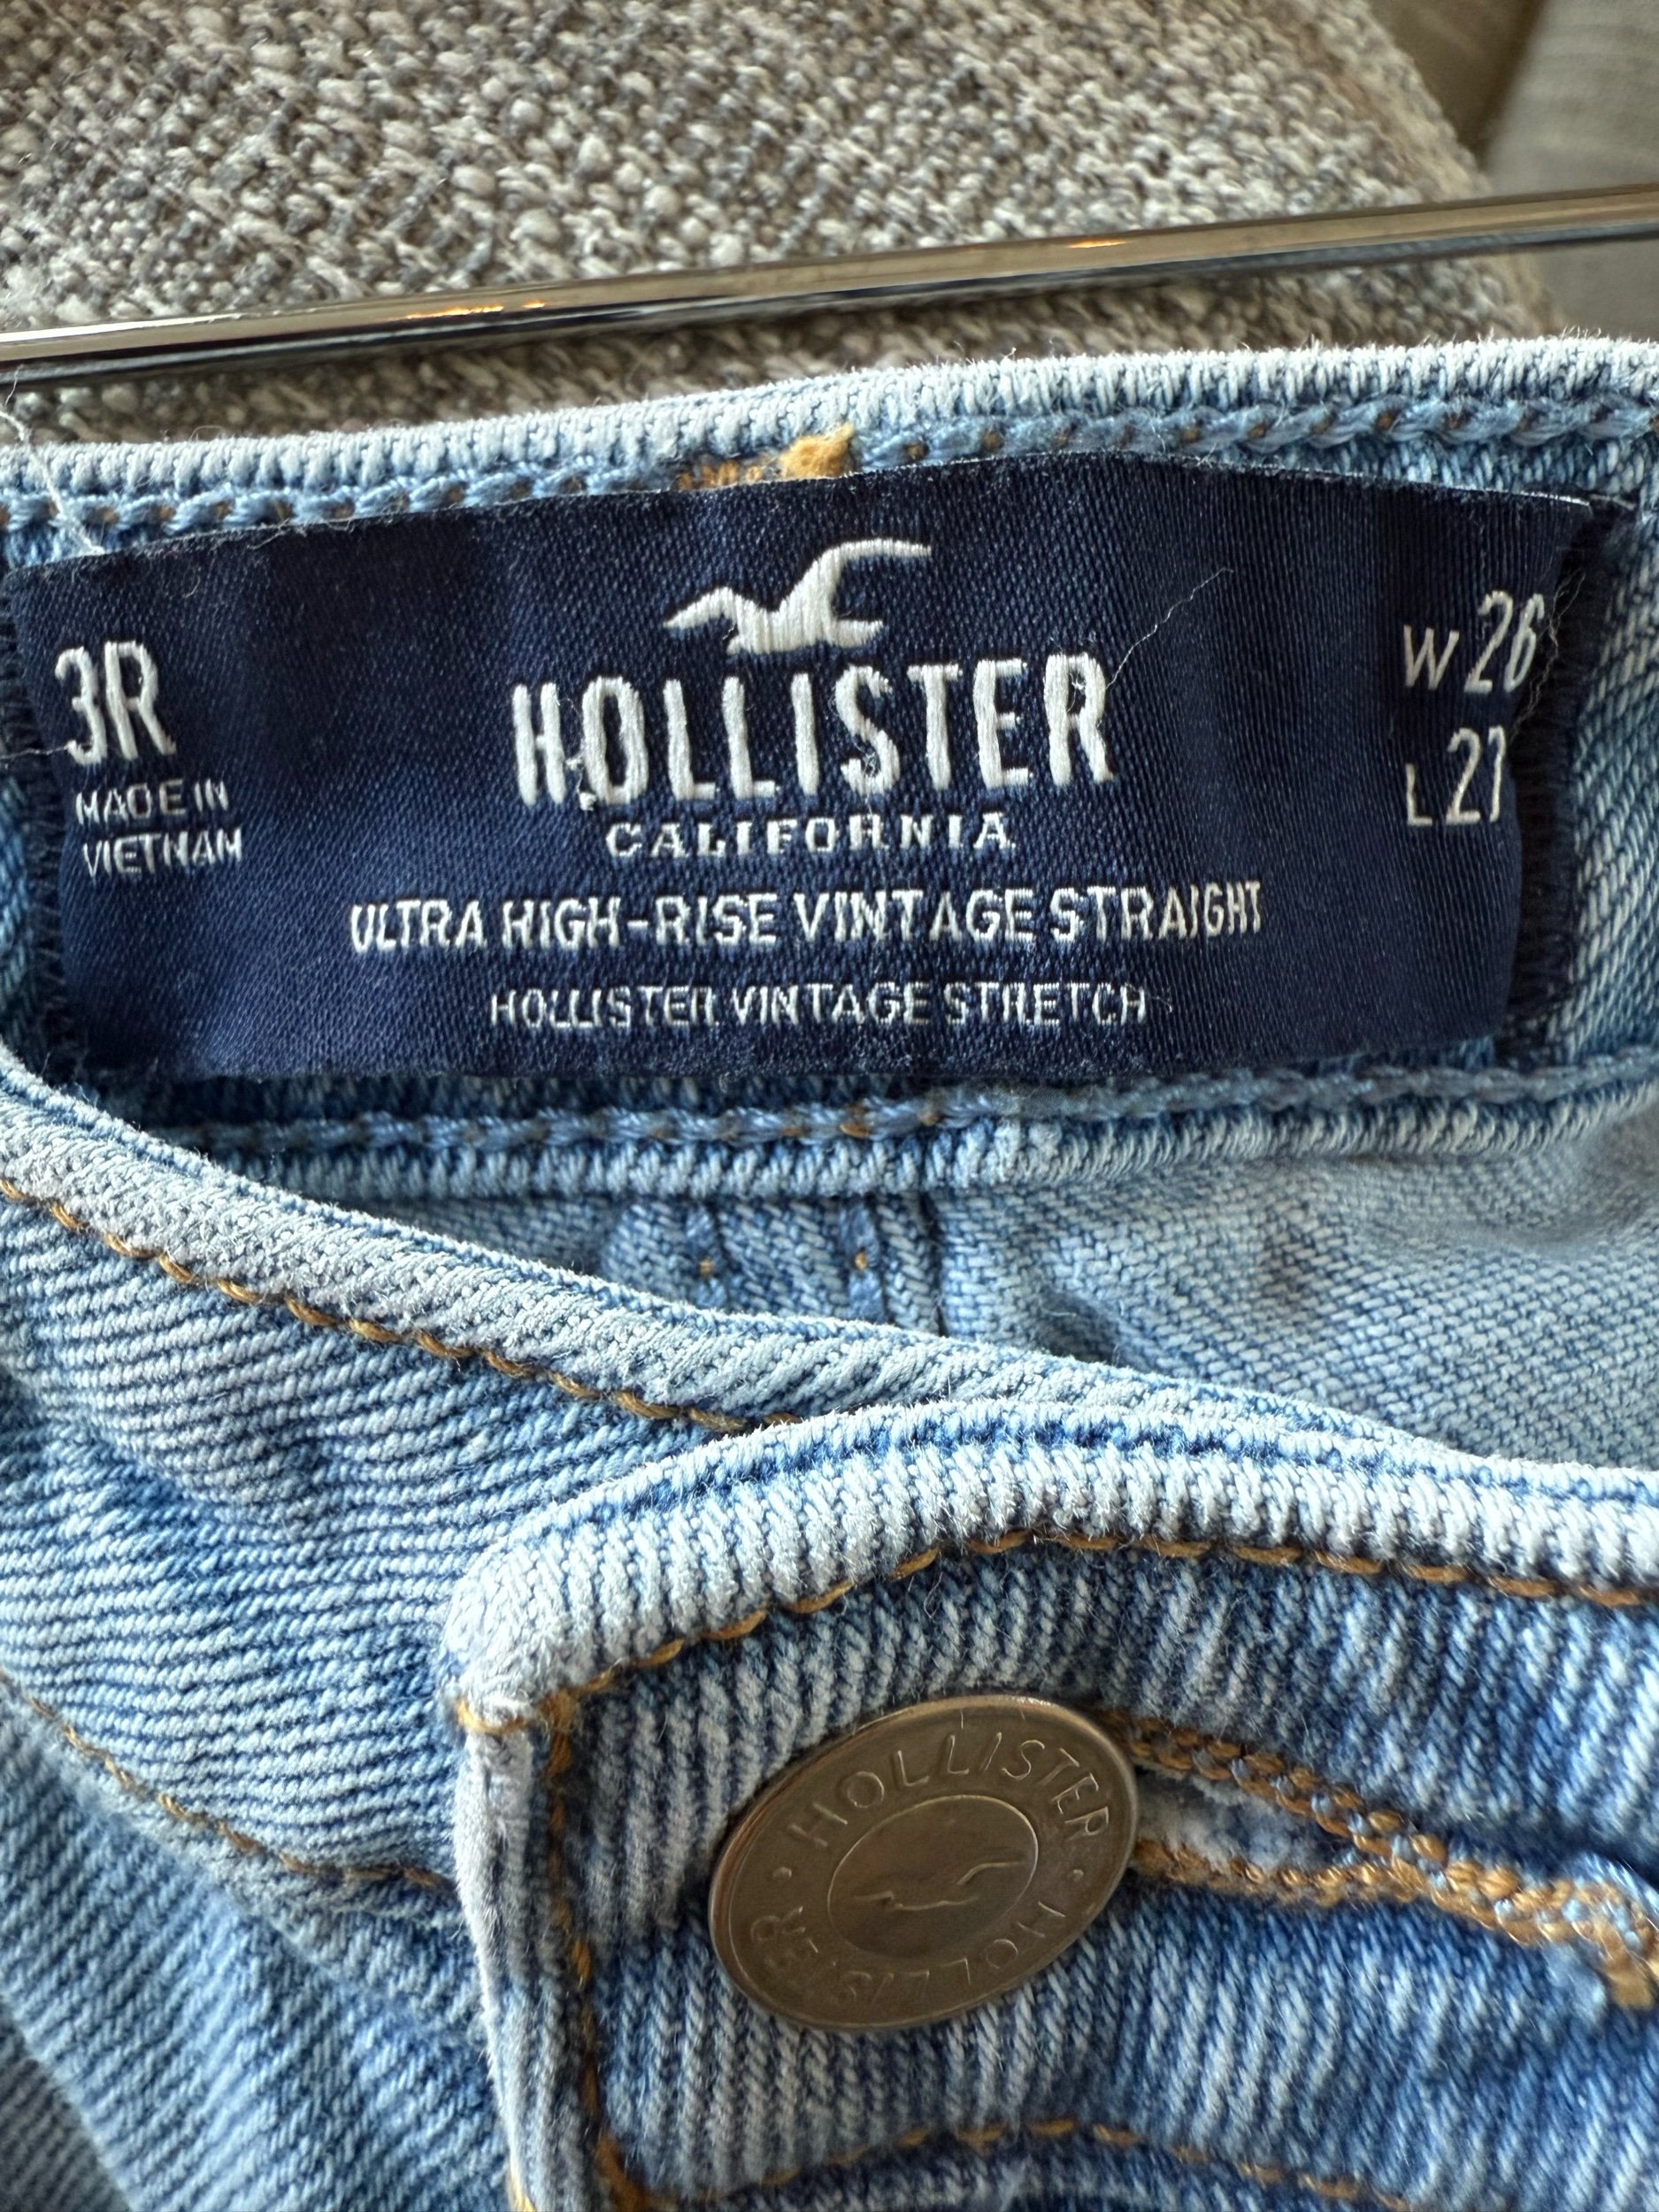 3R
MADE IN
VIETNAM
HOLLISTER
CALIFORNIA
ULTRA HIGH-RISE VINTAGE STRAIGHT
HOLLISTER VINTAGE STRETCH
W 26
L 27
HOLLISTER
HOLLISTER